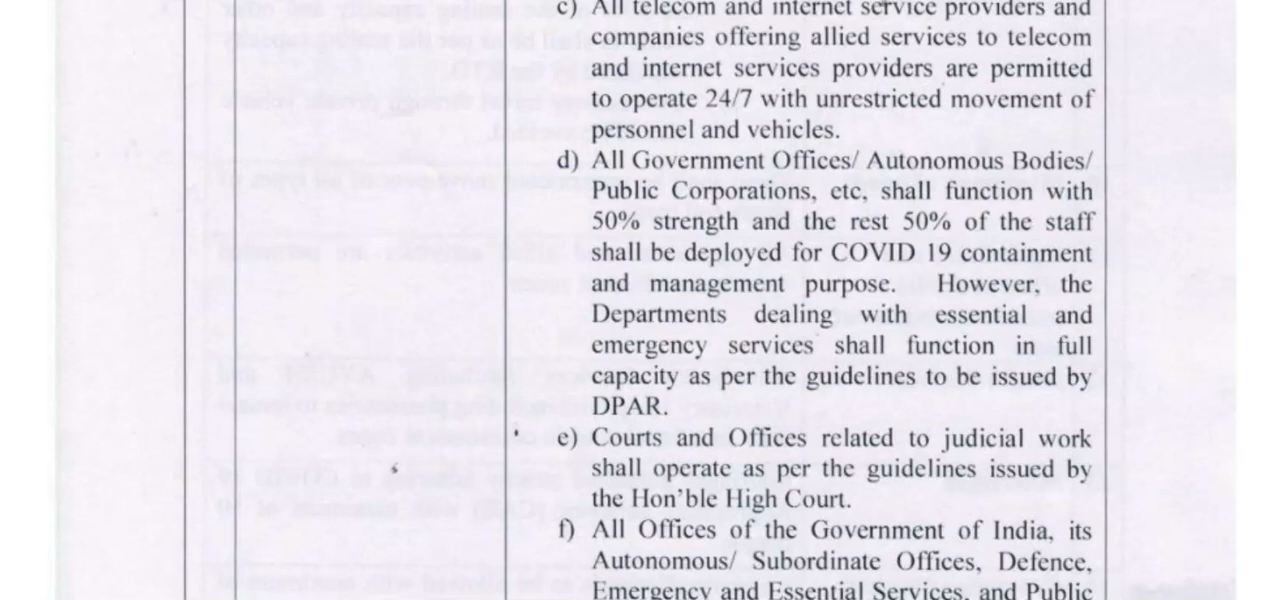 c) All telecom and internet service providers and
companies offering allied services to telecom
and internet services providers are permitted
to operate 24/7 with unrestricted movement of
personnel and vehicles.
d) All Government Offices/ Autonomous Bodies/
Public Corporations, etc, shall function with
50% strength and the rest 50% of the staff
shall be deployed for COVID 19 containment
and management purpose. However, the
Departments dealing with essential and
emergency services shall function in full
capacity as per the guidelines to be issued by
DPAR.
e) Courts and Offices related to judicial work
shall operate as per the guidelines issued by
the Hon'ble High Court.
f) All Offices of the Government of India, its
Autonomous/ Subordinate Offices, Defence,
Emergency and Essential Services, and Public